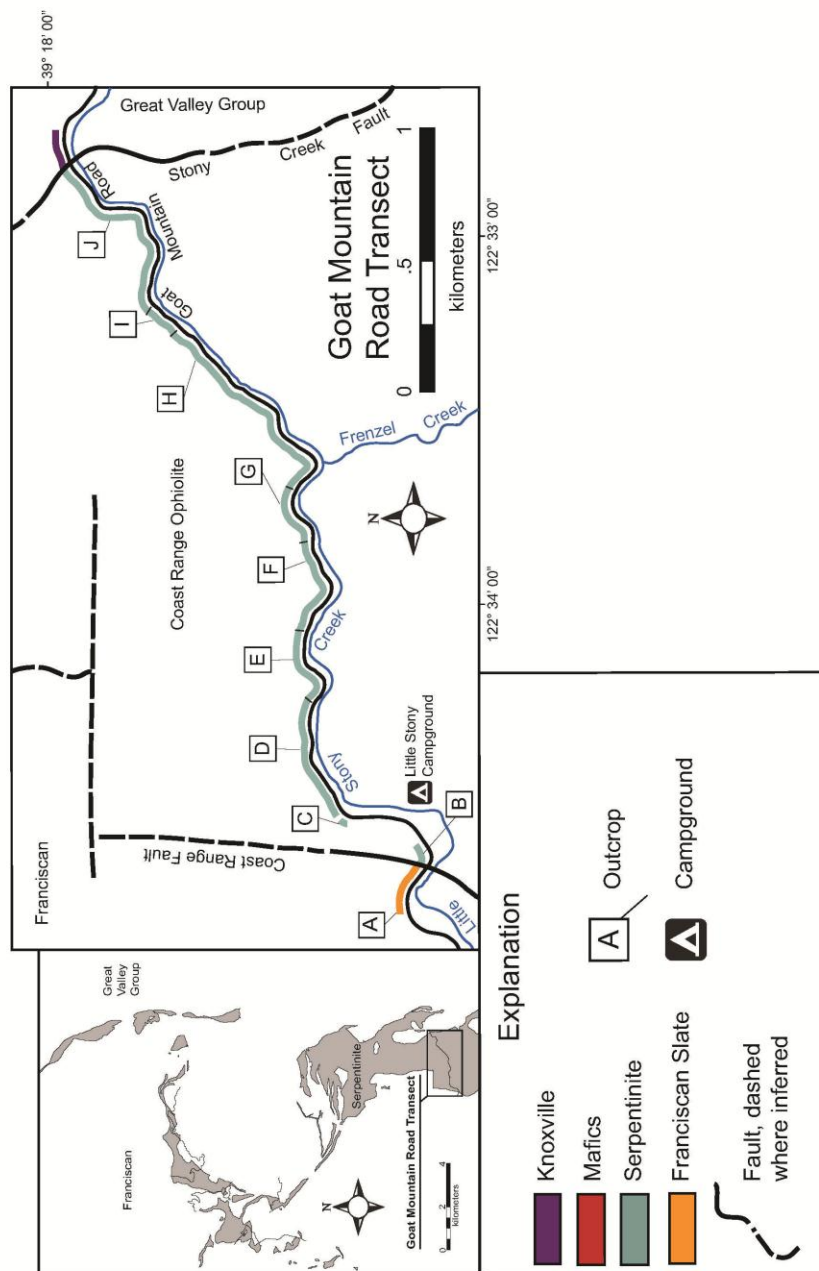 Franciscan
Great Valley
Group
Serpentinite
N
Goat Mountain Road Transect
0 2 4
kilometers
Franciscan
Coast Range Fault
Coast Range Ophiolite
Great Valley Group
Stony Creek Fault
Goat Mountain Road
Little Stony Creek
Frenzel Creek
Little Stony
Campground
A
B
C
D
E
F
G
H
I
J
N
Goat Mountain
Road Transect
0 .5 1
kilometers
39° 18' 00"
122° 34' 00"
122° 33' 00"
Explanation
Knoxville
Mafics
Serpentinite
Franciscan Slate
Fault, dashed
where inferred
A
Outcrop
Campground